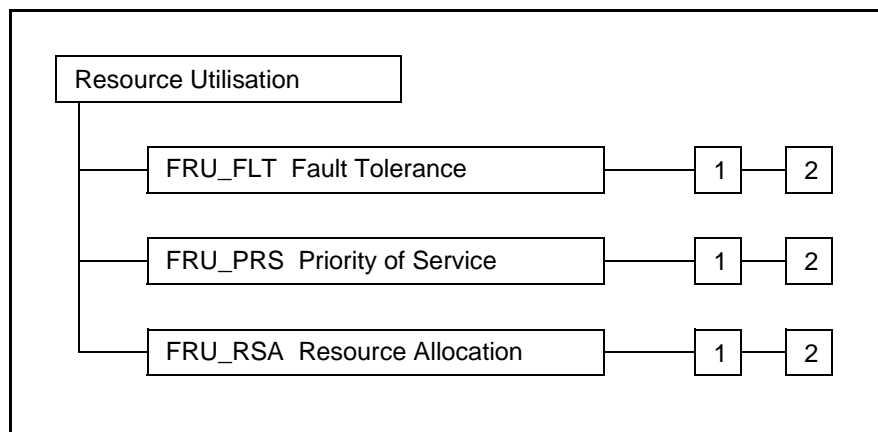 Resource Utilisation
FRU_FLT Fault Tolerance 1 2
FRU_PRS Priority of Service 1 2
FRU_RSA Resource Allocation 1 2